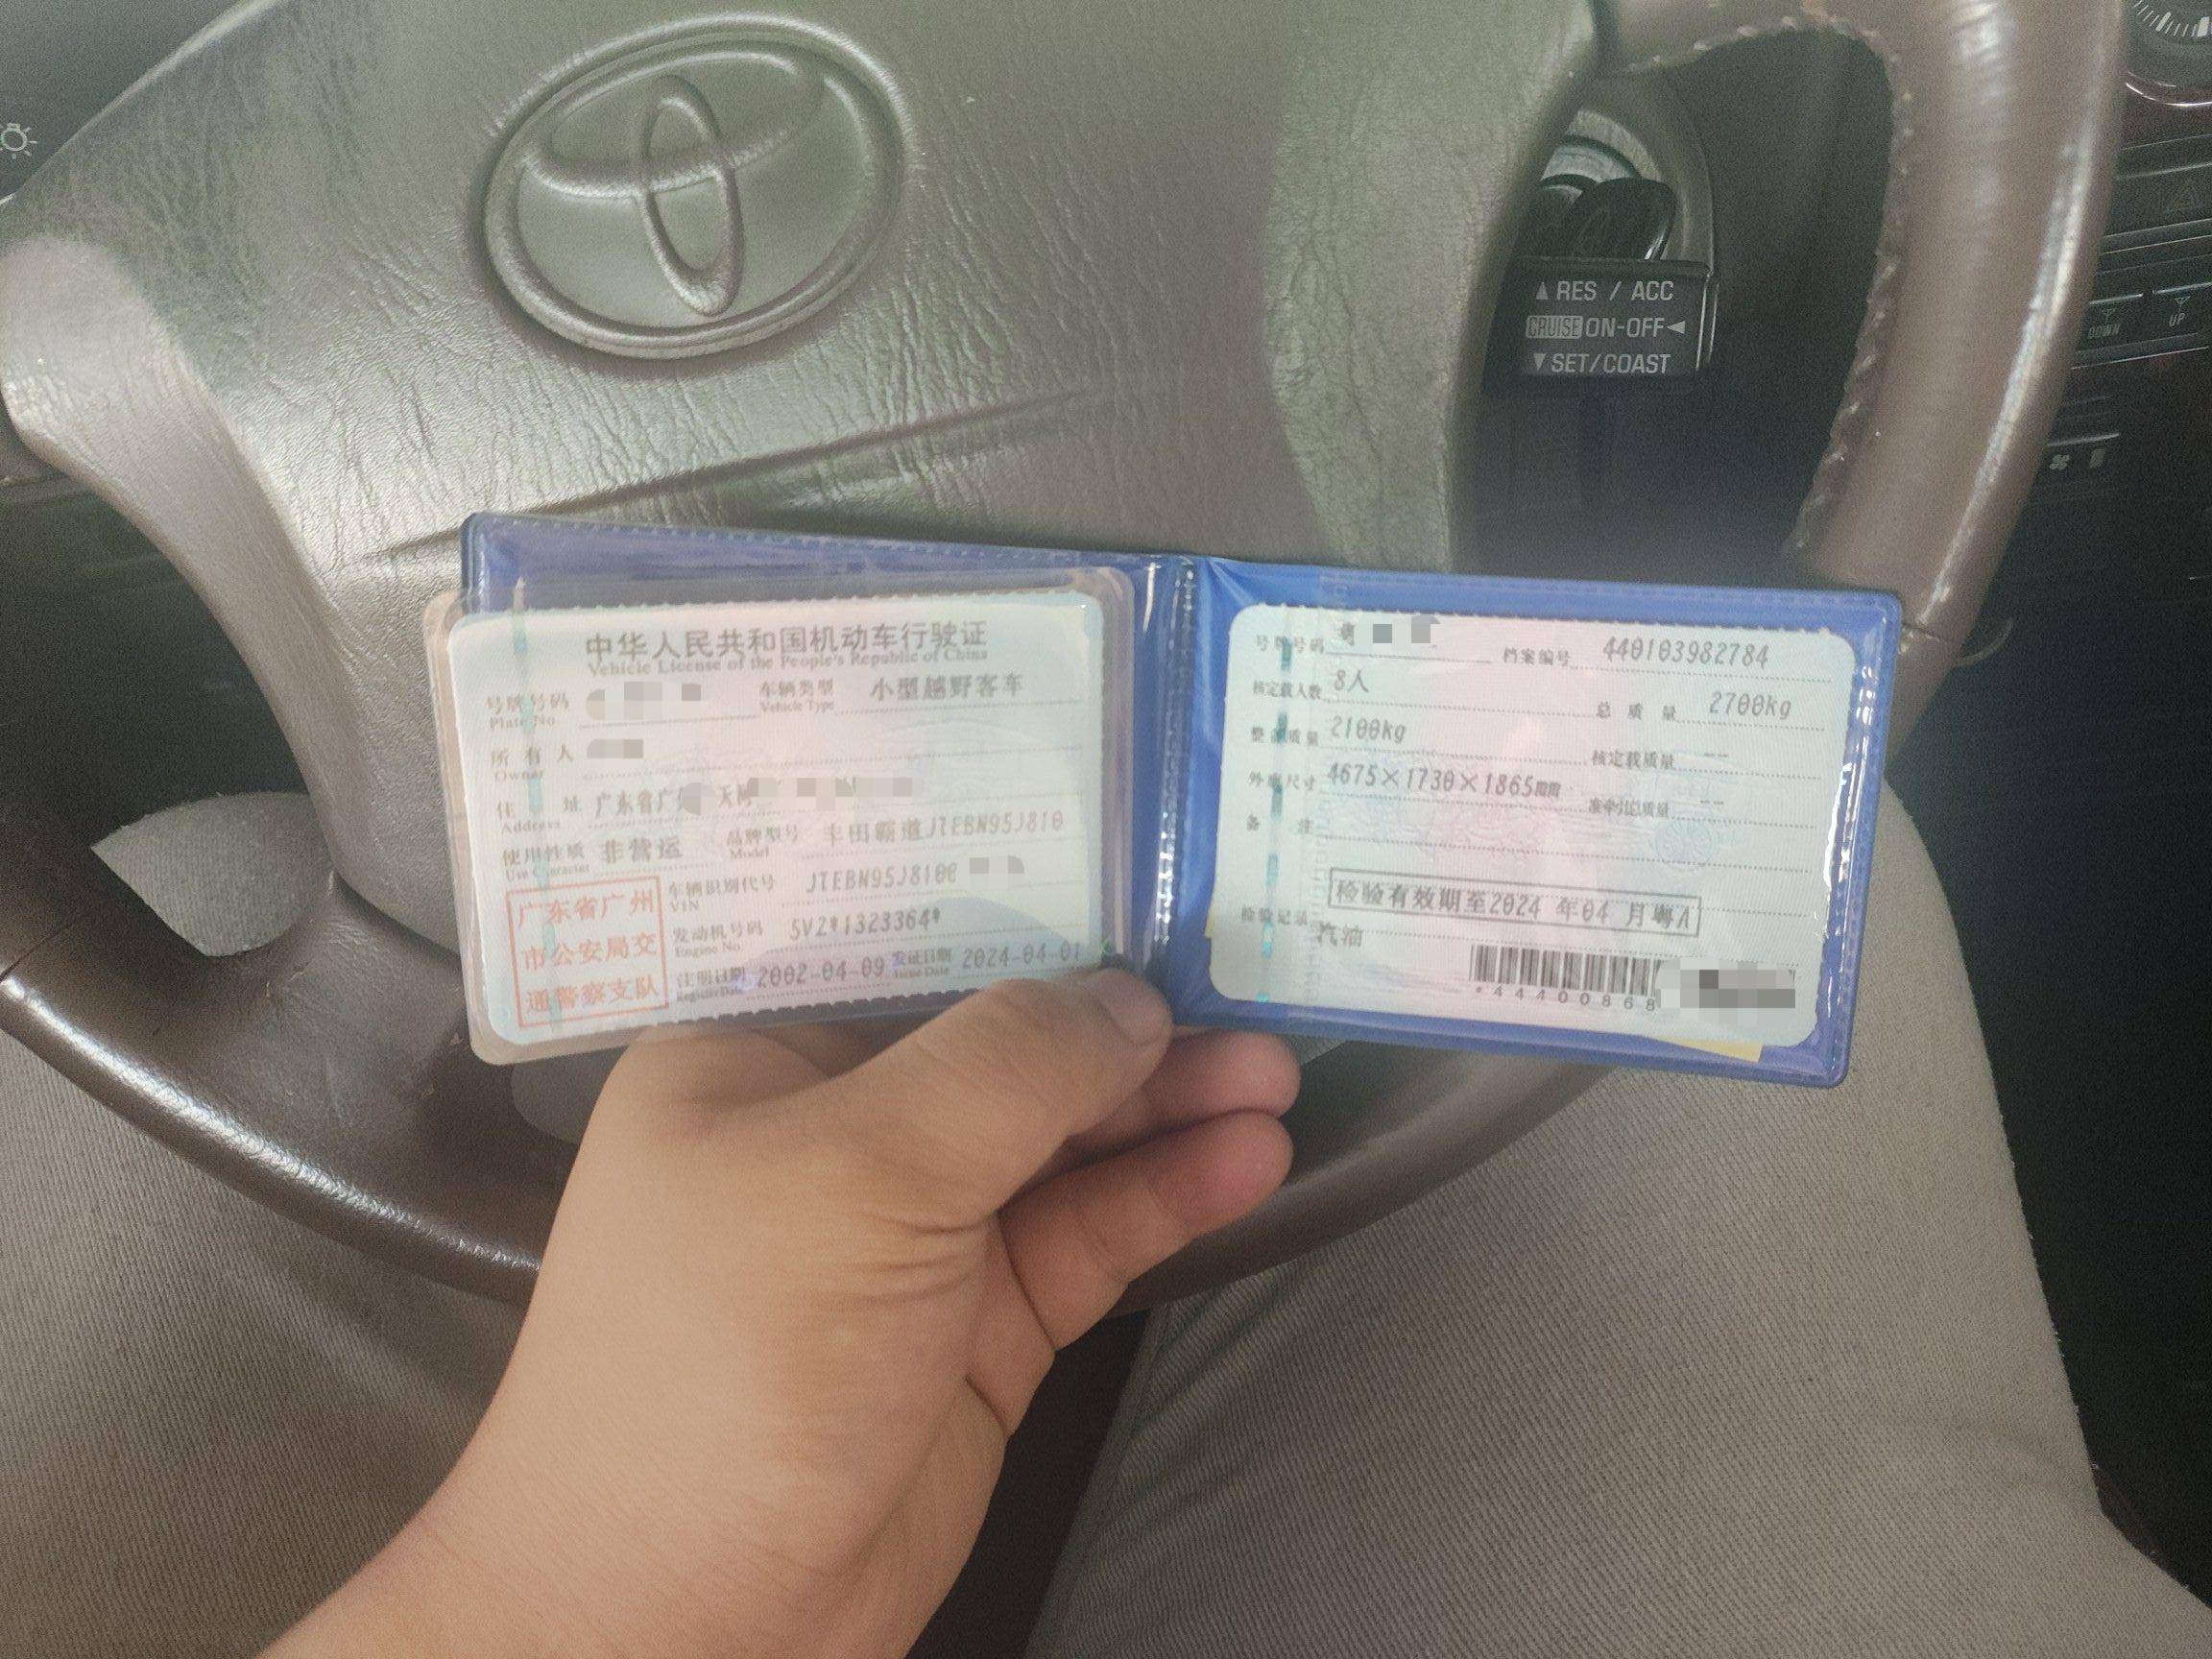 ▲ RES / ACC
CRUISE ON-OFF ◀
▼ SET/COAST
DOWN
UP
中华人民共和国机动车行驶证
Vehicle License of the People's Republic of China
号牌号码 车辆类型 小型越野客车
Plate No. Vehicle Type
所有人
Owner
住址 广东省广 天
Address
使用性质 非营运 品牌型号 丰田霸道JTEBN95J810
Use Character Model
广东省广州
市公安局交
通警察支队
车辆识别代号 JTEBN95J8100
VIN
发动机号码 5VZ*1323364*
Engine No.
注册日期 2002-04-09 发证日期 2024-04-01
Register Date Issue Date
号牌号码 粤 档案编号 440103982784
核定载人数 8人 总质量 2700kg
整备质量 2100kg 核定载质量 --
外廓尺寸 4675×1730×1865mm 准牵引总质量 --
备注
检验有效期至2024 年04 月粤A
检验记录
汽油
*44400868